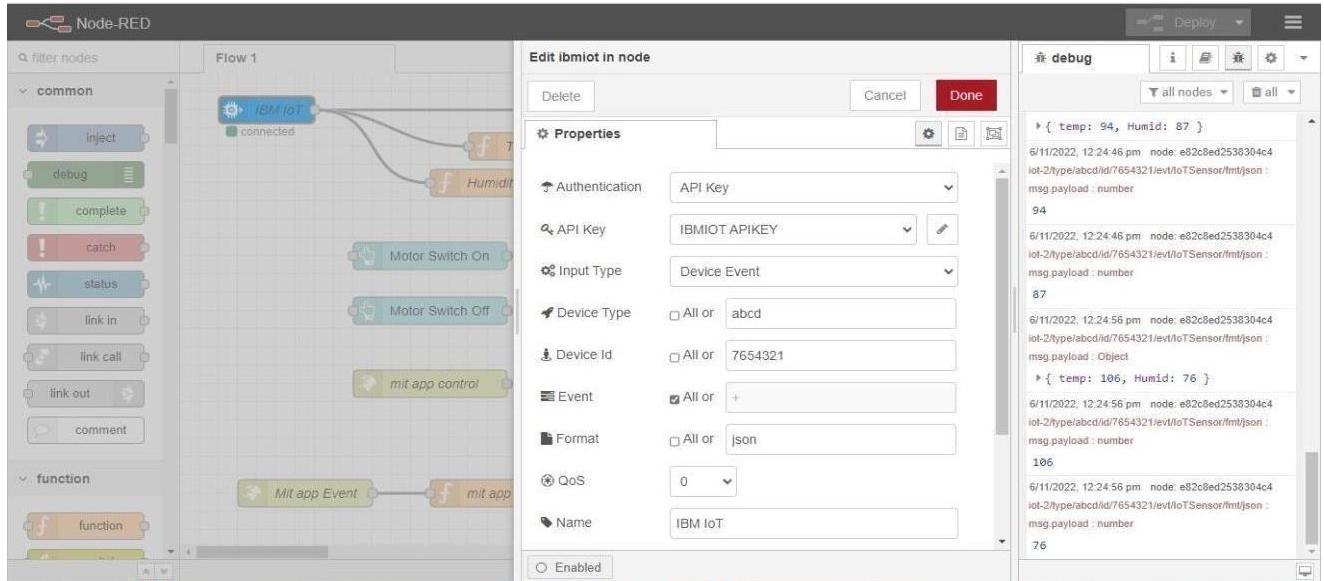 Node-RED
Deploy
filter nodes
common
inject
debug
complete
catch
status
link in
link call
link out
comment
function
function
Flow 1
IBM IoT
connected
T
Humidit
Motor Switch On
Motor Switch Off
mit app control
Mit app Event
mit app
Edit ibmiot in node
Delete
Cancel
Done
Properties
Authentication
API Key
API Key
IBMIOT APIKEY
Input Type
Device Event
Device Type
All or
abcd
Device Id
All or
7654321
Event
All or
+
Format
All or
json
QoS
0
Name
IBM IoT
Enabled
debug
i
all nodes
all
{ temp: 94, Humid: 87 }
6/11/2022, 12:24:46 pm node: e82c8ed2538304c4
iot-2/type/abcd/id/7654321/evt/IoTSensor/fmt/json :
msg.payload : number
94
6/11/2022, 12:24:46 pm node: e82c8ed2538304c4
iot-2/type/abcd/id/7654321/evt/IoTSensor/fmt/json :
msg.payload : number
87
6/11/2022, 12:24:56 pm node: e82c8ed2538304c4
iot-2/type/abcd/id/7654321/evt/IoTSensor/fmt/json :
msg.payload : Object
{ temp: 106, Humid: 76 }
6/11/2022, 12:24:56 pm node: e82c8ed2538304c4
iot-2/type/abcd/id/7654321/evt/IoTSensor/fmt/json :
msg.payload : number
106
6/11/2022, 12:24:56 pm node: e82c8ed2538304c4
iot-2/type/abcd/id/7654321/evt/IoTSensor/fmt/json :
msg.payload : number
76